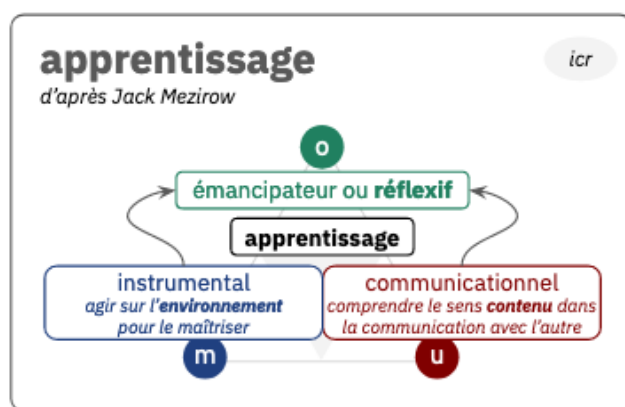 apprentissage
icr
d’après Jack Mezirow
o
émancipateur ou réflexif
apprentissage
instrumental
agir sur l’environnement
pour le maîtriser
communicationnel
comprendre le sens contenu dans
la communication avec l’autre
m
u